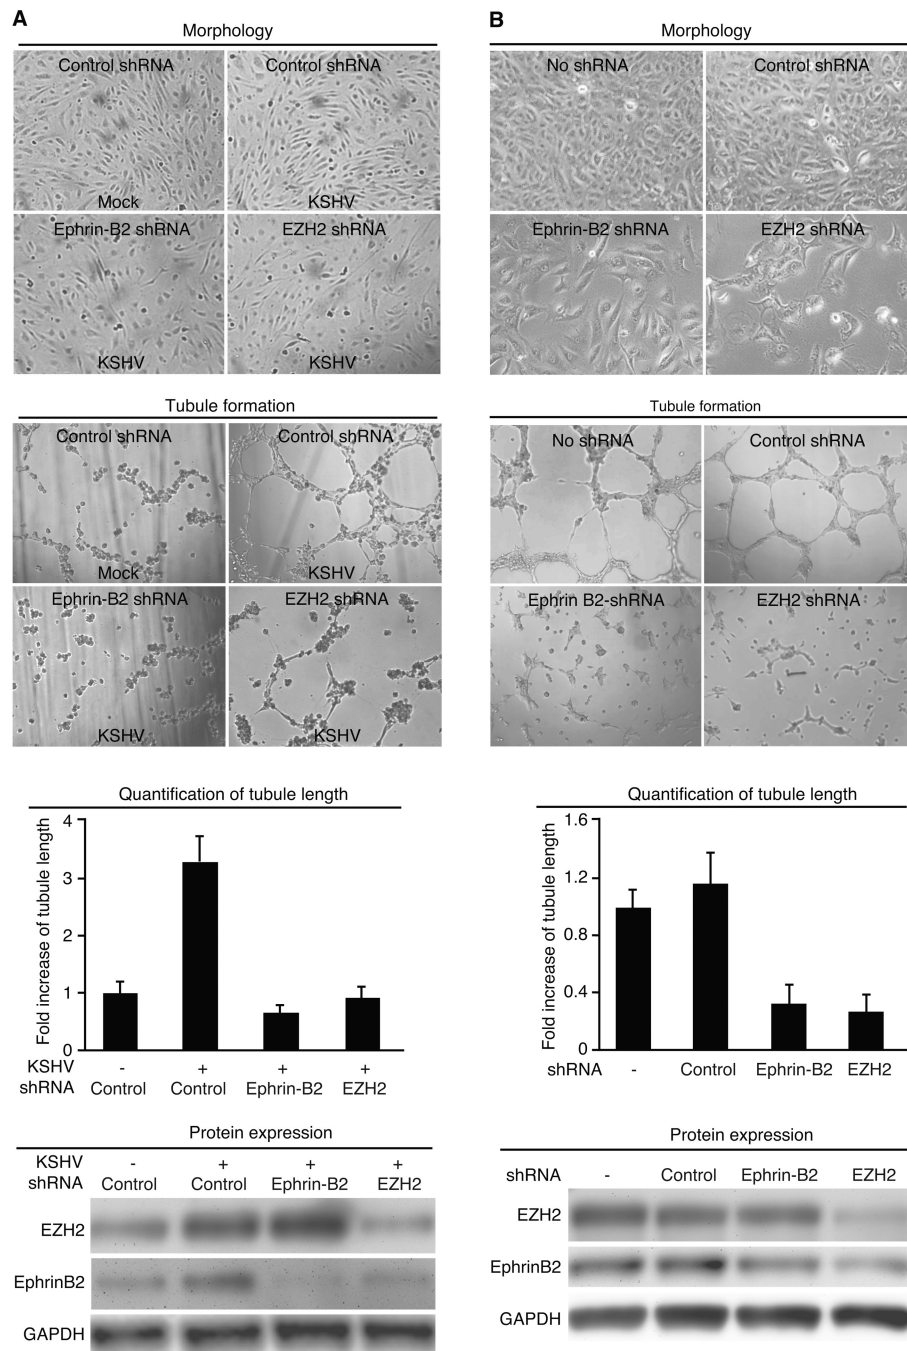 A
Morphology
Control shRNA
Control shRNA
Mock
KSHV
Ephrin-B2 shRNA
EZH2 shRNA
KSHV
KSHV
Tubule formation
Control shRNA
Control shRNA
Mock
KSHV
Ephrin-B2 shRNA
EZH2 shRNA
KSHV
KSHV
Quantification of tubule length
Fold increase of tubule length
4
3
2
1
0
KSHV - + + +
shRNA Control Control Ephrin-B2 EZH2
Protein expression
KSHV - + + +
shRNA Control Control Ephrin-B2 EZH2
EZH2
EphrinB2
GAPDH
B
Morphology
No shRNA
Control shRNA
Ephrin-B2 shRNA
EZH2 shRNA
Tubule formation
No shRNA
Control shRNA
Ephrin B2-shRNA
EZH2 shRNA
Quantification of tubule length
Fold increase of tubule length
1.6
1.2
0.8
0.4
0
shRNA - Control Ephrin-B2 EZH2
Protein expression
shRNA - Control Ephrin-B2 EZH2
EZH2
EphrinB2
GAPDH